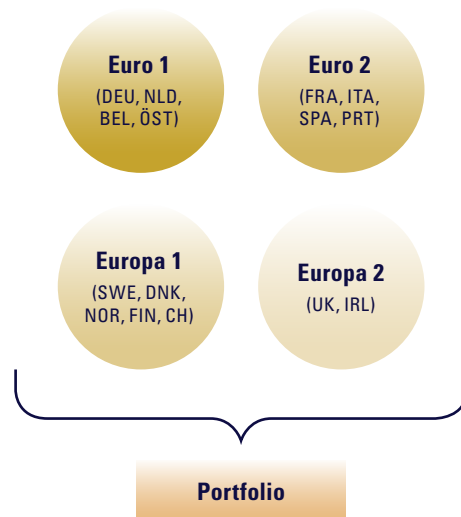 Euro 1
(DEU, NLD,
BEL, ÖST)
Euro 2
(FRA, ITA,
SPA, PRT)
Europa 1
(SWE, DNK,
NOR, FIN, CH)
Europa 2
(UK, IRL)
Portfolio